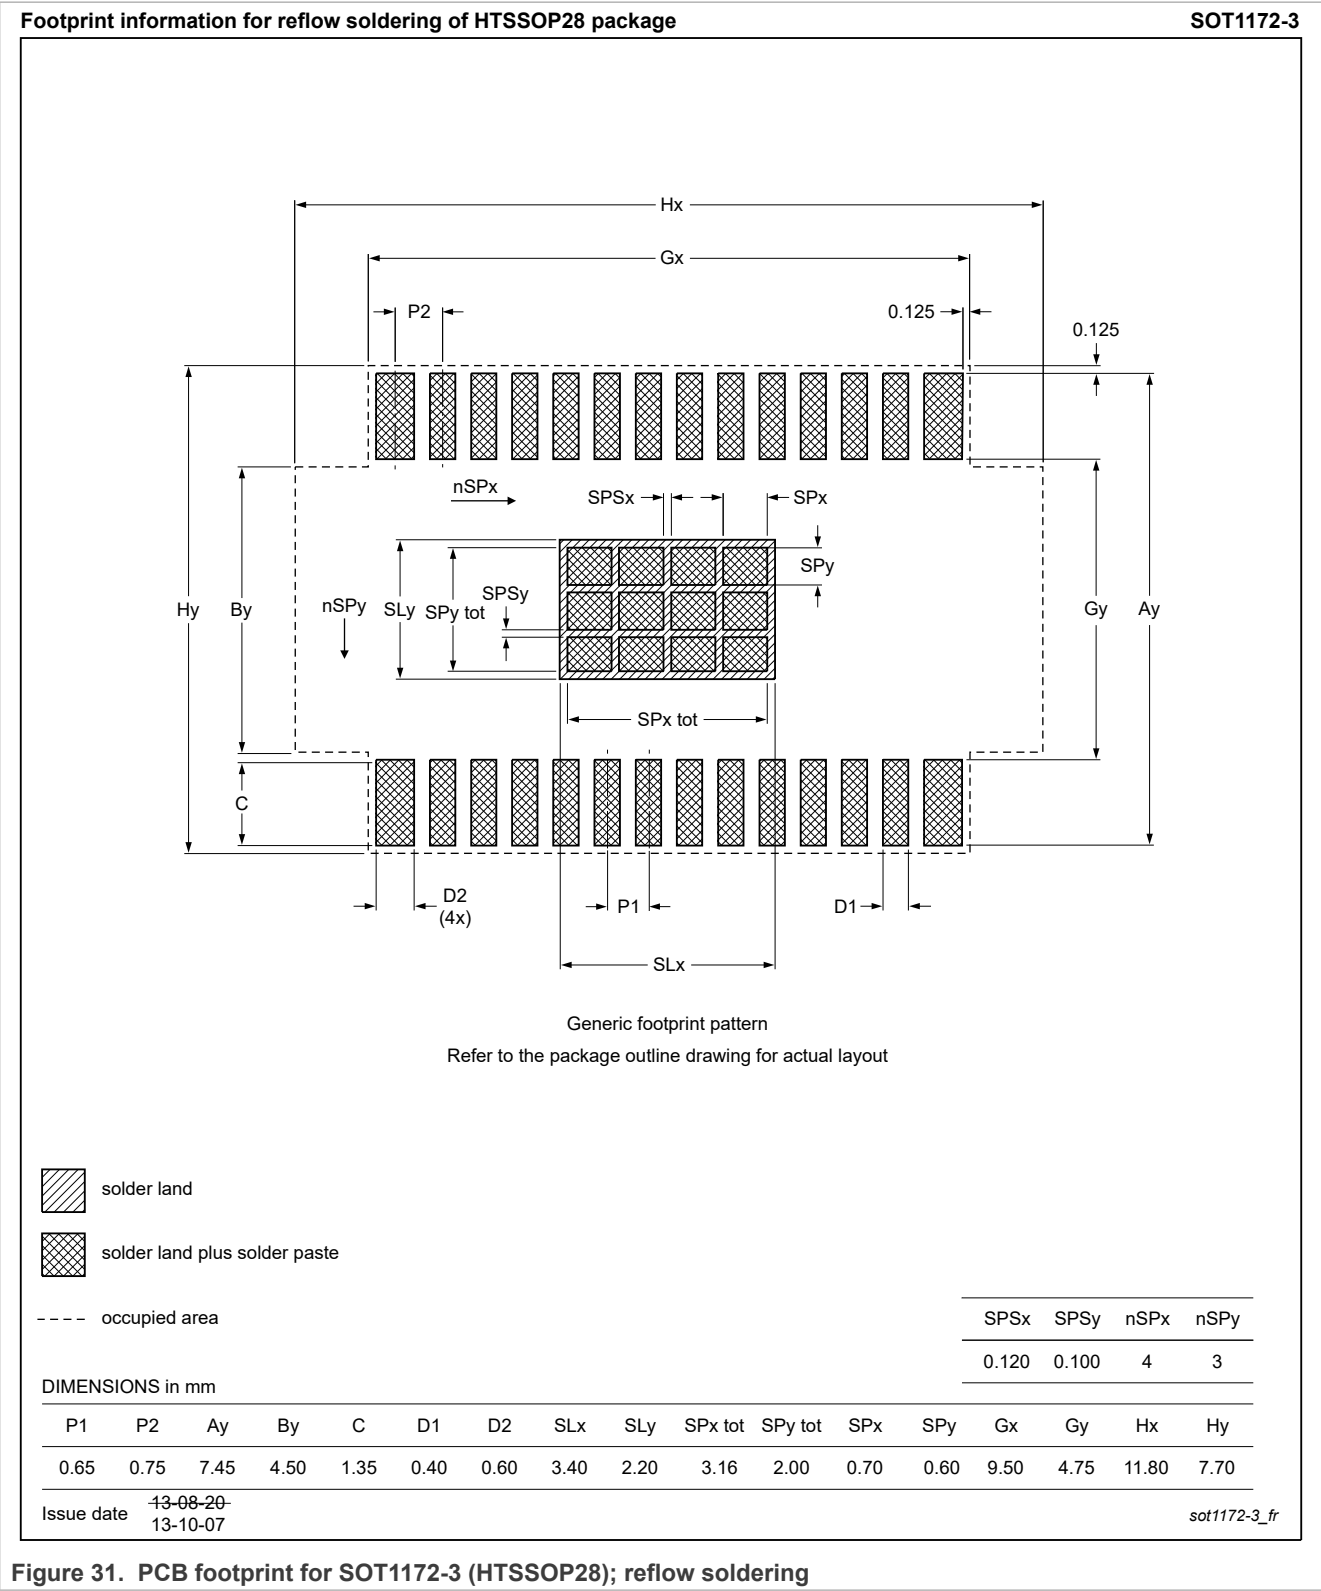 Footprint information for reflow soldering of HTSSOP28 package SOT1172-3
Hx
Gx
P2
0.125
0.125
nSPx
SPSx
SPx
SPy
SPSy
Hy
By
nSPy
SLy
SPy tot
Gy
Ay
SPx tot
C
D2
(4x)
P1
D1
SLx
Generic footprint pattern
Refer to the package outline drawing for actual layout
solder land
solder land plus solder paste
occupied area
SPSx SPSy nSPx nSPy
0.120 0.100 4 3
DIMENSIONS in mm
P1 P2 Ay By C D1 D2 SLx SLy SPx tot SPy tot SPx SPy Gx Gy Hx Hy
0.65 0.75 7.45 4.50 1.35 0.40 0.60 3.40 2.20 3.16 2.00 0.70 0.60 9.50 4.75 11.80 7.70
Issue date
13-08-20
13-10-07
sot1172-3_fr
Figure 31. PCB footprint for SOT1172-3 (HTSSOP28); reflow soldering